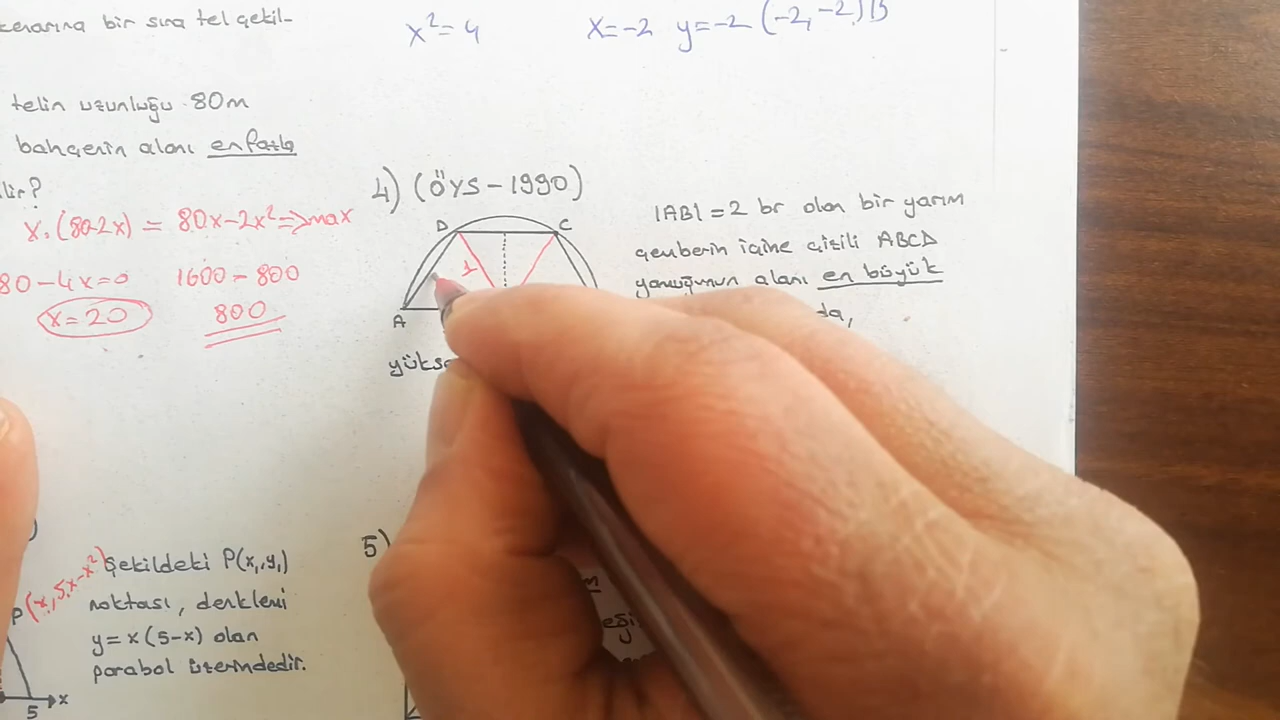 kenarına bir sıra tel çekil-
telin uzunluğu 80m
bahçenin alanı en fazla
x.(80-2x) = 80x-2x² => max
80-4x=0 1600-800
x=20 800
x²=4 x=-2 y=-2 (-2,-2) B
4) (ÖYS-1990)
D C
1
A
|AB| = 2 br olan bir yarım
çemberin içine çizili ABCD
yamuğunun alanı en büyük
da,
5)
P(x, 5x-x²)
Şekildeki P(x₁,y₁)
noktası, denklemi
y=x(5-x) olan
parabol üzerindedir.
5 x